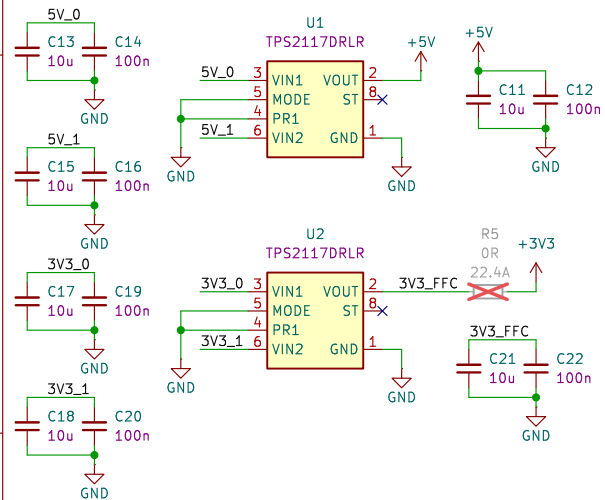 5V_0
C13
10u
C14
100n
GND
5V_1
C15
10u
C16
100n
GND
3V3_0
C17
10u
C19
100n
GND
3V3_1
C18
10u
C20
100n
GND
U1
TPS2117DRLR
5V_0 3 VIN1 VOUT 2 +5V
5 MODE ST 8
4 PR1
5V_1 6 VIN2 GND 1
GND
GND
+5V
C11
10u
C12
100n
GND
U2
TPS2117DRLR
3V3_0 3 VIN1 VOUT 2 3V3_FFC
5 MODE ST 8
4 PR1
3V3_1 6 VIN2 GND 1
GND
GND
R5
0R
22.4A
+3V3
3V3_FFC
C21
10u
C22
100n
GND